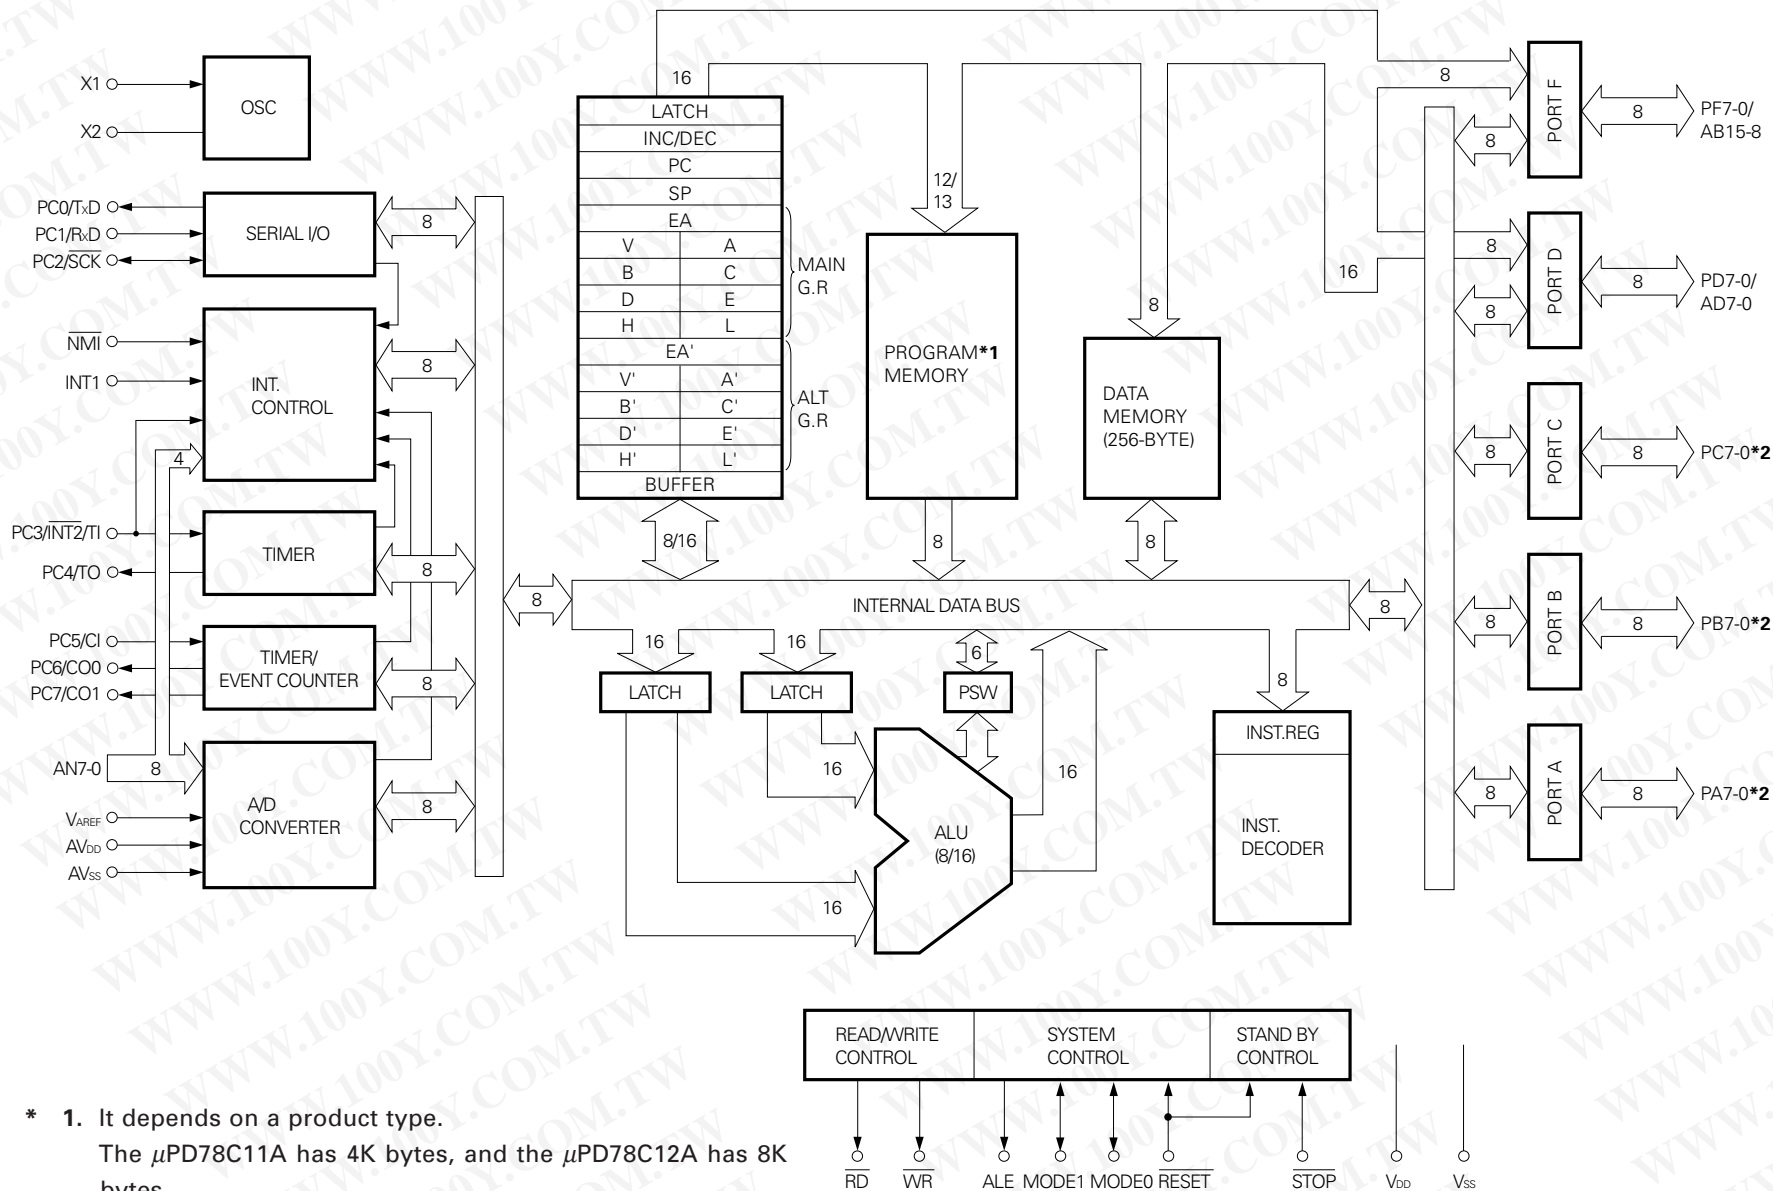 X1
OSC
X2
PC0/TxD
PC1/RxD
PC2/SCK
SERIAL I/O
8
NMI
INT1
INT.
CONTROL
8
4
PC3/INT2/TI
PC4/TO
TIMER
8
PC5/CI
PC6/CO0
PC7/CO1
TIMER/
EVENT COUNTER
8
AN7-0
8
VAREF
AVDD
AVSS
A/D
CONVERTER
8
16
LATCH
INC/DEC
PC
SP
EA
V A
B C
D E
H L
MAIN
G.R
EA'
V' A'
B' C'
D' E'
H' L'
ALT
G.R
BUFFER
8/16
12/
13
PROGRAM*1
MEMORY
8
8
DATA
MEMORY
(256-BYTE)
8
16
8
INTERNAL DATA BUS
8
16
LATCH
16
LATCH
6
PSW
16
16
16
ALU
(8/16)
8
INST.REG
INST.
DECODER
8
8
PORT F
8
PF7-0/
AB15-8
8
8
PORT D
8
PD7-0/
AD7-0
8
PORT C
8
PC7-0*2
8
PORT B
8
PB7-0*2
8
PORT A
8
PA7-0*2
READ/WRITE
CONTROL
SYSTEM
CONTROL
STAND BY
CONTROL
RD WR ALE MODE1 MODE0 RESET STOP VDD VSS
* 1. It depends on a product type.
The μPD78C11A has 4K bytes, and the μPD78C12A has 8K
bytes
WWW.100Y.COM.TW